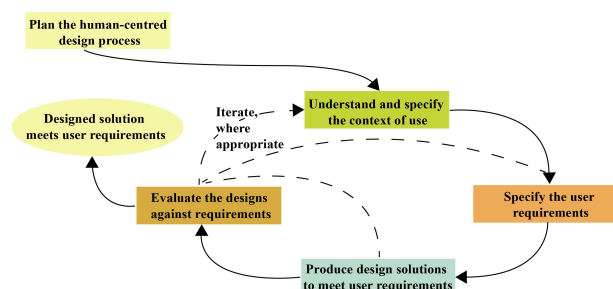 Plan the human-centred
design process
Understand and specify
the context of use
Iterate,
where
appropriate
Designed solution
meets user requirements
Evaluate the designs
against requirements
Specify the user
requirements
Produce design solutions
to meet user requirements